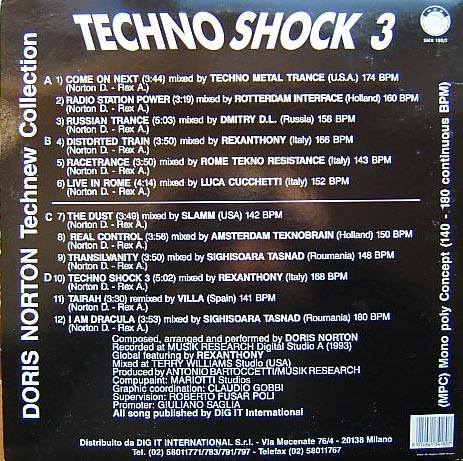 TECHNO SHOCK 3
DORIS NORTON Technew Collection
A 1) COME ON NEXT (3:44) mixed by TECHNO METAL TRANCE (U.S.A.) 174 BPM
(Norton D. - Rex A.)
2) RADIO STATION POWER (3:19) mixed by ROTTERDAM INTERFACE (Holland) 160 BPM
(Norton D. - Rex A.)
3) RUSSIAN TRANCE (5:03) mixed by DMITRY D.L. (Russia) 156 BPM
(Norton D. - Rex A.)
B 4) DISTORTED TRAIN (3:50) mixed by REXANTHONY (Italy) 166 BPM
(Norton D. - Rex A.)
5) RACETRANCE (3:50) mixed by ROME TEKNO RESISTANCE (Italy) 143 BPM
(Norton D. - Rex A.)
6) LIVE IN ROME (4:14) mixed by LUCA CUCCHETTI (Italy) 152 BPM
(Norton D. - Rex A.)
C 7) THE DUST (3:49) mixed by SLAMM (USA) 142 BPM
(Norton D. - Rex A.)
8) REAL CONTROL (3:56) mixed by AMSTERDAM TEKNOBRAIN (Holland) 150 BPM
(Norton D. - Rex A.)
9) TRANSILVANITY (3:50) mixed by SIGHISOARA TASNAD (Roumania) 148 BPM
(Norton D. - Rex A.)
D 10) TECHNO SHOCK 3 (5:02) mixed by REXANTHONY (Italy) 168 BPM
(Norton D. - Rex A.)
11) TAIRAH (3:30) remixed by VILLA (Spain) 141 BPM
(Norton D. - Rex A.)
12) I AM DRACULA (3:53) mixed by SIGHISOARA TASNAD (Roumania) 180 BPM
(Norton D. - Rex A.)
Composed, arranged and performed by DORIS NORTON
Recorded at MUSIK RESEARCH Digital Studio A (1993)
Global featuring by REXANTHONY
Mixed at TERRY WILLIAMS Studio (USA)
Produced by ANTONIO BARTOCCETTI/MUSIK RESEARCH
Compupaint: MARIOTTI Studios
Graphic coordination: CLAUDIO GOBBI
Supervision: ROBERTO FUSAR POLI
Promoter: GIULIANO SAGLIA
All song published by DIG IT International
(MPC) Mono poly Concept (140 - 180 continuous BPM)
Distribuito da DIG IT INTERNATIONAL S.r.l. - Via Mecenate 76/4 - 20138 Milano
Tel. (02) 58011771/783/791/797 - Telefax (02) 58011767